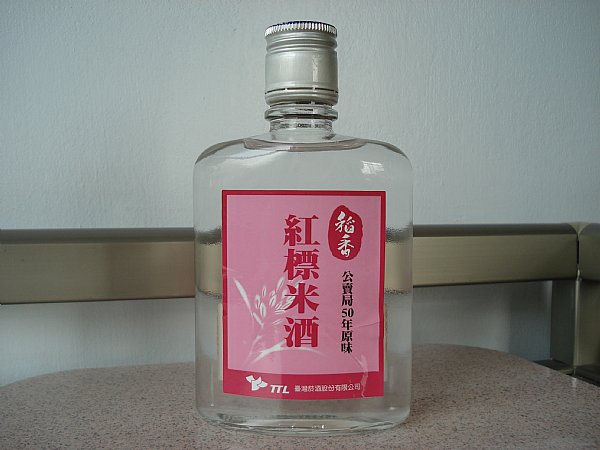 稻香
公賣局50年原味
紅標米酒
TTL 臺灣菸酒股份有限公司